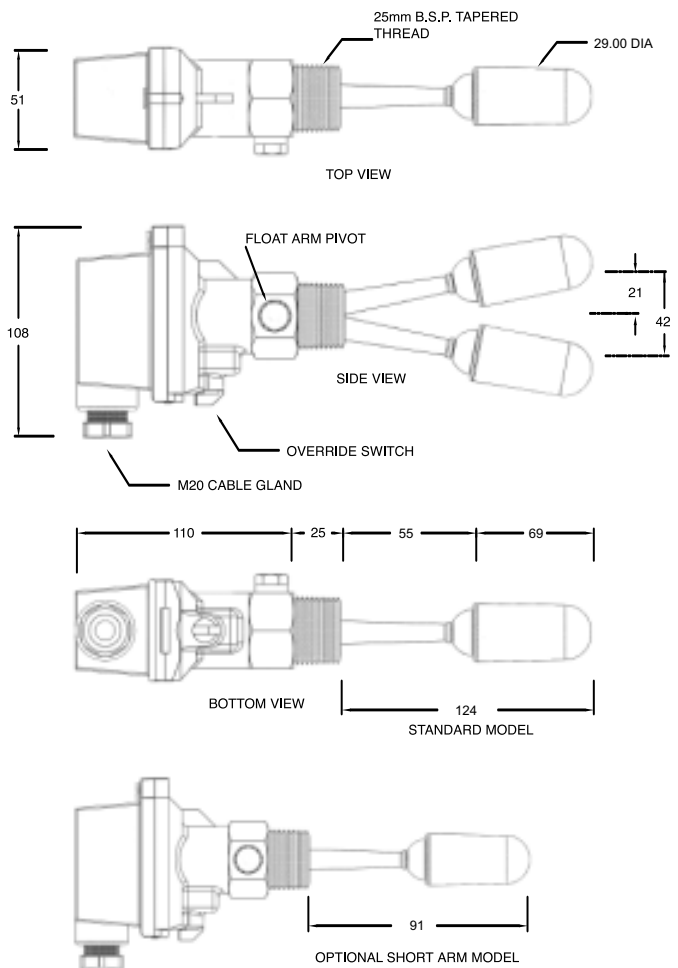 25mm B.S.P. TAPERED
THREAD
29.00 DIA
51
TOP VIEW
FLOAT ARM PIVOT
108
21
42
SIDE VIEW
OVERRIDE SWITCH
M20 CABLE GLAND
110
25
55
69
BOTTOM VIEW
124
STANDARD MODEL
91
OPTIONAL SHORT ARM MODEL